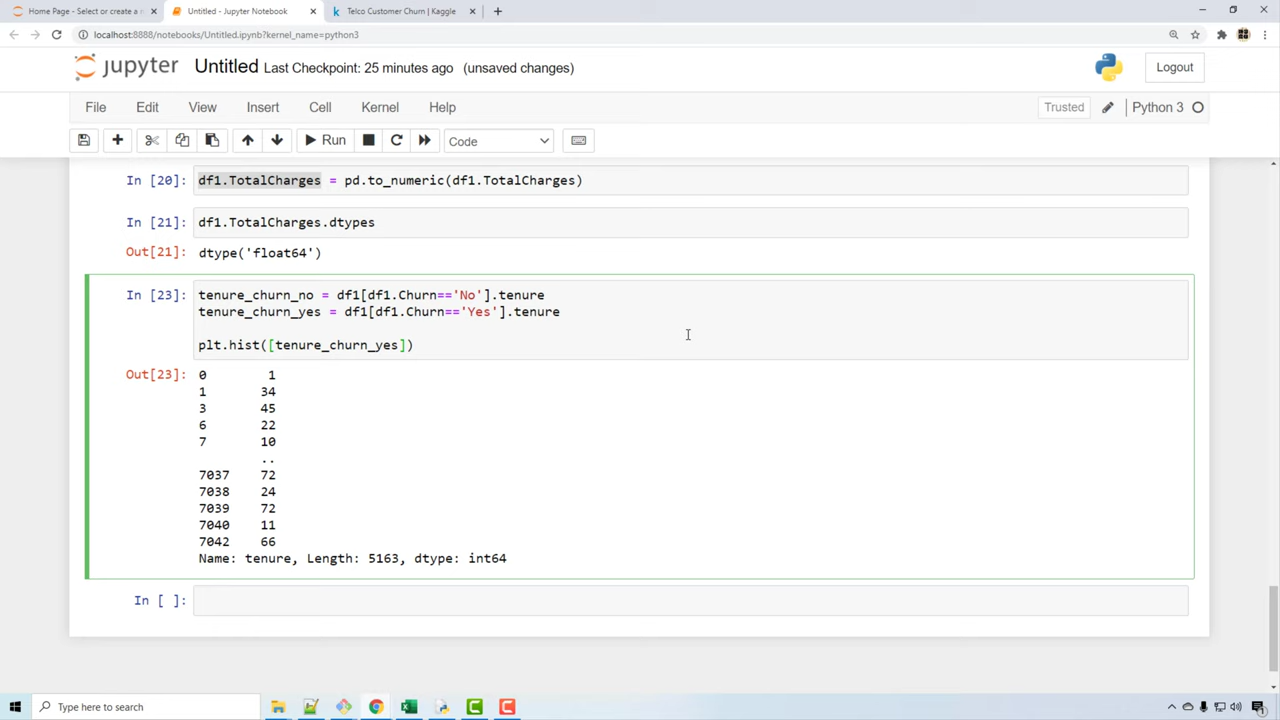 Home Page - Select or create a n
Untitled - Jupyter Notebook
Telco Customer Churn | Kaggle
localhost:8888/notebooks/Untitled.ipynb?kernel_name=python3
jupyter Untitled Last Checkpoint: 25 minutes ago (unsaved changes)
Logout
File Edit View Insert Cell Kernel Help
Trusted
Python 3
Run
Code
In [20]: df1.TotalCharges = pd.to_numeric(df1.TotalCharges)
In [21]: df1.TotalCharges.dtypes
Out[21]: dtype('float64')
In [23]: tenure_churn_no = df1[df1.Churn=='No'].tenure
tenure_churn_yes = df1[df1.Churn=='Yes'].tenure
plt.hist([tenure_churn_yes])
Out[23]: 0 1
1 34
3 45
6 22
7 10
..
7037 72
7038 24
7039 72
7040 11
7042 66
Name: tenure, Length: 5163, dtype: int64
In [ ]:
Type here to search